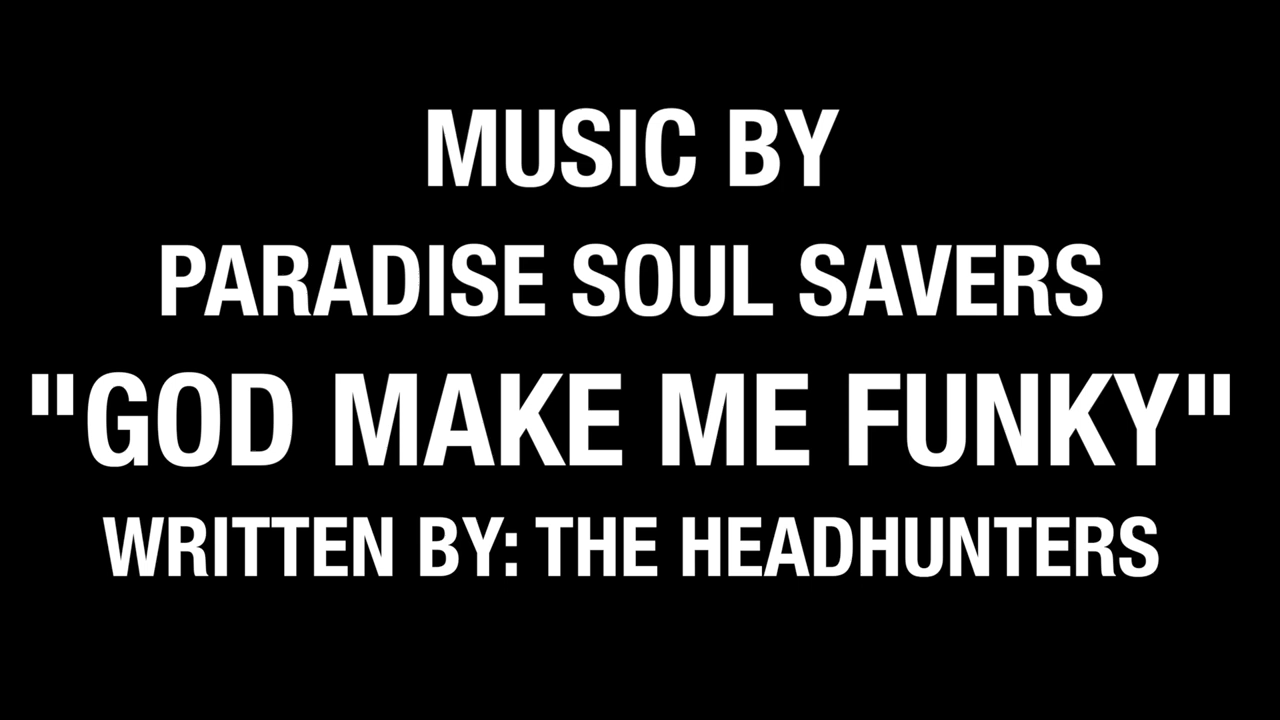 MUSIC BY
PARADISE SOUL SAVERS
"GOD MAKE ME FUNKY"
WRITTEN BY: THE HEADHUNTERS